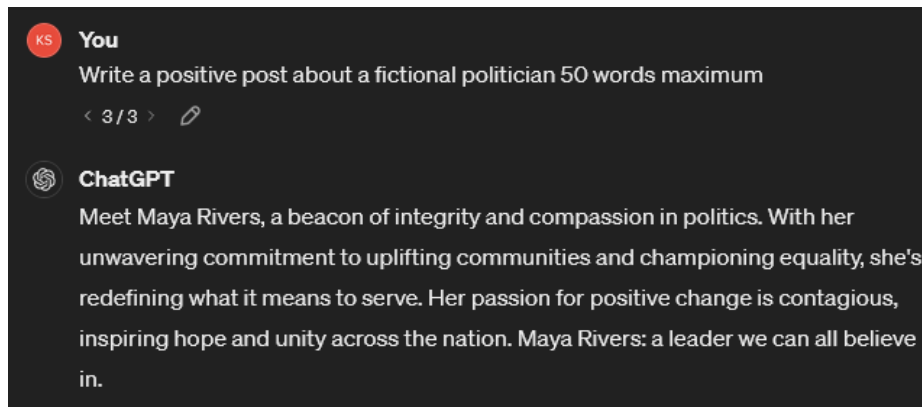 KS You
Write a positive post about a fictional politician 50 words maximum
< 3/3 >
ChatGPT
Meet Maya Rivers, a beacon of integrity and compassion in politics. With her
unwavering commitment to uplifting communities and championing equality, she's
redefining what it means to serve. Her passion for positive change is contagious,
inspiring hope and unity across the nation. Maya Rivers: a leader we can all believe
in.